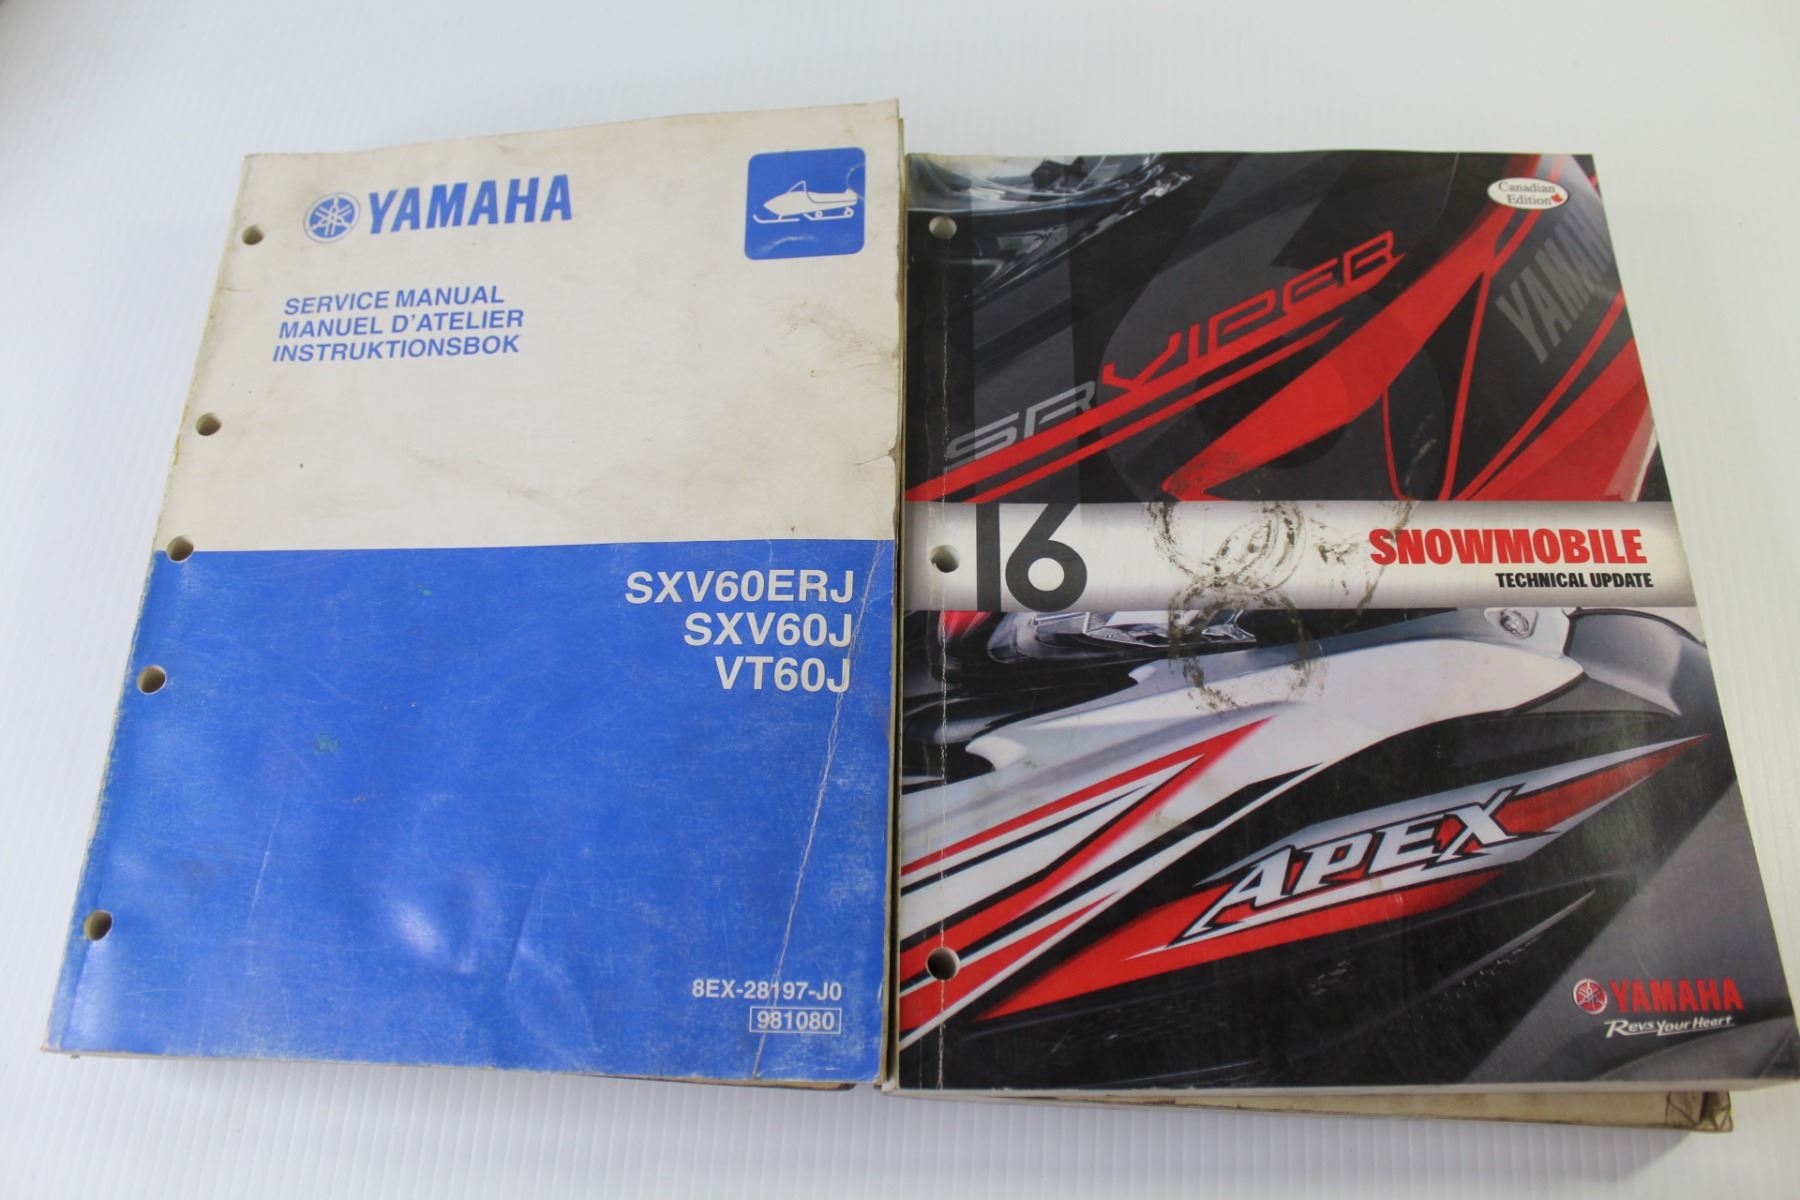 YAMAHA
SERVICE MANUAL
MANUEL D'ATELIER
INSTRUKTIONSBOK
SXV60ERJ
SXV60J
VT60J
8EX-28197-J0
981080
Canadian
Edition
YAMAHA
SRVIPER
16
SNOWMOBILE
TECHNICAL UPDATE
APEX
YAMAHA
Revs Your Heart